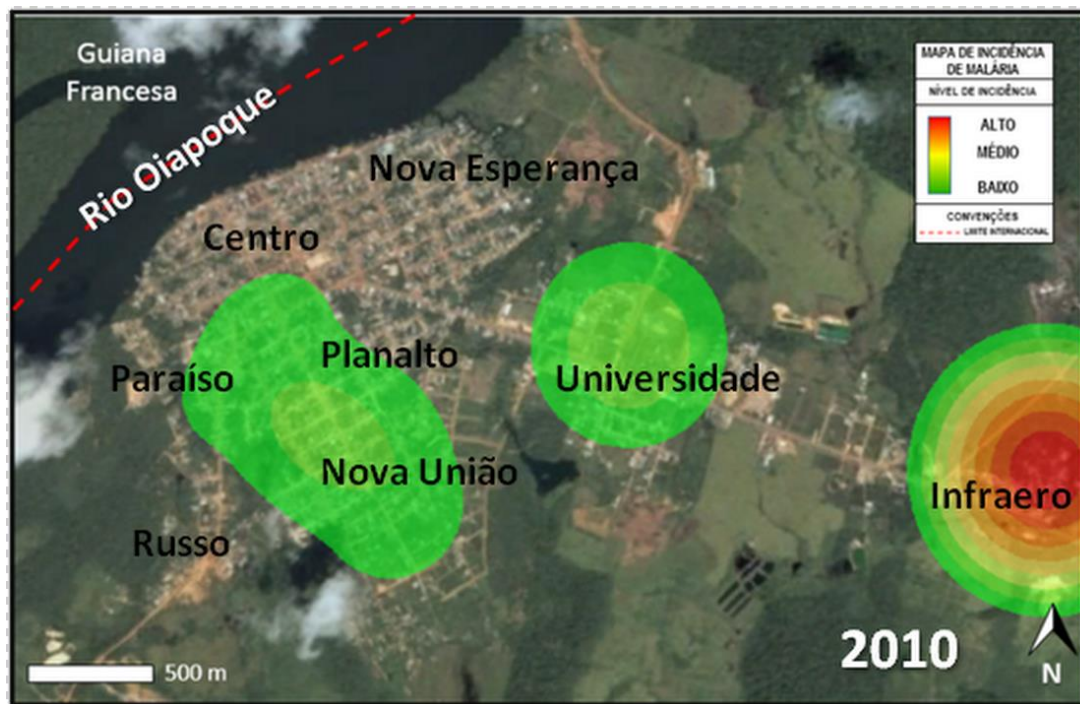 Guiana
Francesa
Rio Oiapoque
MAPA DE INCIDÊNCIA
DE MALÁRIA
NÍVEL DE INCIDÊNCIA
ALTO
MÉDIO
BAIXO
CONVENÇÕES
LIMITE INTERNACIONAL
Nova Esperança
Centro
Planalto
Paraíso
Universidade
Nova União
Infraero
Russo
2010
500 m
N